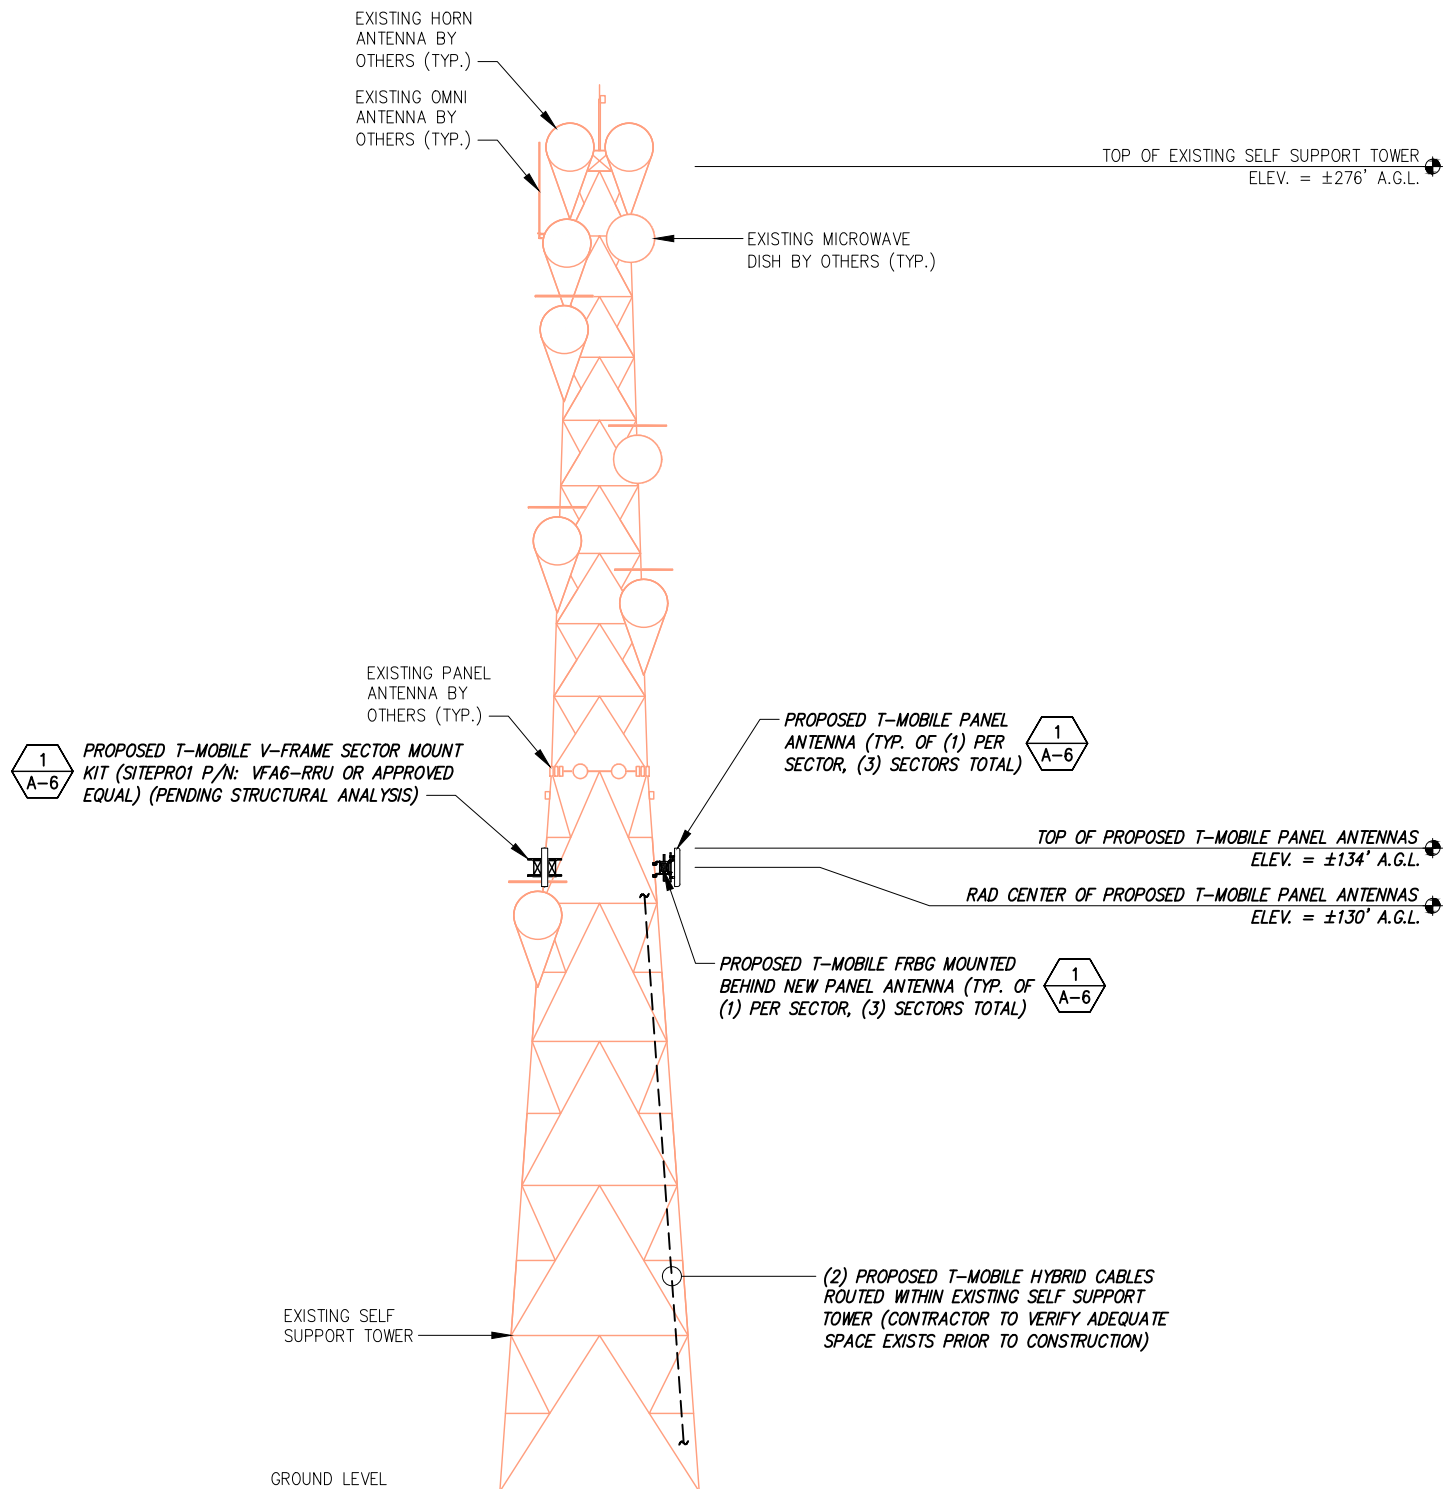 EXISTING HORN
ANTENNA BY
OTHERS (TYP.)
EXISTING OMNI
ANTENNA BY
OTHERS (TYP.)
TOP OF EXISTING SELF SUPPORT TOWER
ELEV. = ±276' A.G.L.
EXISTING MICROWAVE
DISH BY OTHERS (TYP.)
EXISTING PANEL
ANTENNA BY
OTHERS (TYP.)
1
A-6
PROPOSED T-MOBILE V-FRAME SECTOR MOUNT
KIT (SITEPRO1 P/N: VFA6-RRU OR APPROVED
EQUAL) (PENDING STRUCTURAL ANALYSIS)
PROPOSED T-MOBILE PANEL
ANTENNA (TYP. OF (1) PER
SECTOR, (3) SECTORS TOTAL)
1
A-6
TOP OF PROPOSED T-MOBILE PANEL ANTENNAS
ELEV. = ±134' A.G.L.
RAD CENTER OF PROPOSED T-MOBILE PANEL ANTENNAS
ELEV. = ±130' A.G.L.
PROPOSED T-MOBILE FRBG MOUNTED
BEHIND NEW PANEL ANTENNA (TYP. OF
(1) PER SECTOR, (3) SECTORS TOTAL)
1
A-6
(2) PROPOSED T-MOBILE HYBRID CABLES
ROUTED WITHIN EXISTING SELF SUPPORT
TOWER (CONTRACTOR TO VERIFY ADEQUATE
SPACE EXISTS PRIOR TO CONSTRUCTION)
EXISTING SELF
SUPPORT TOWER
GROUND LEVEL